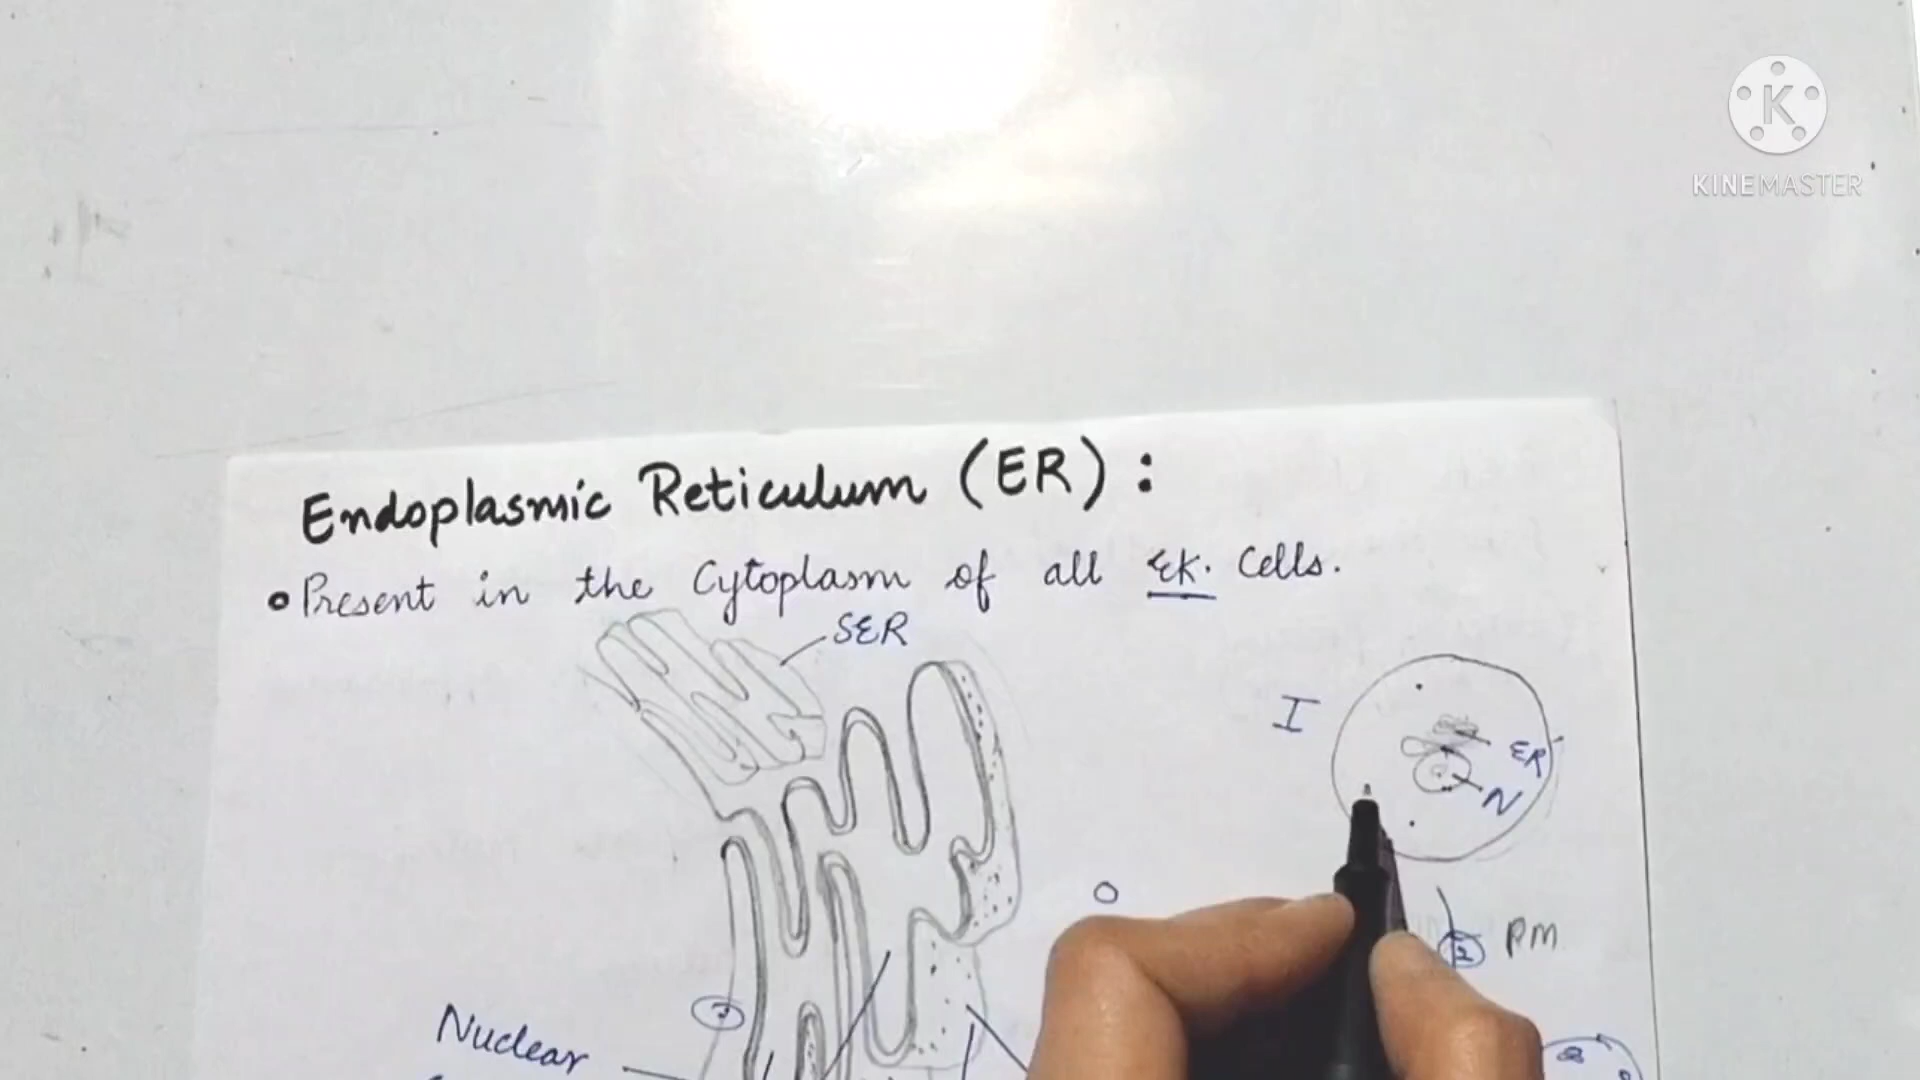 KINEMASTER
Endoplasmic Reticulum (ER) :
• Present in the Cytoplasm of all EK. Cells.
SER
I
ER
N
PM
Nuclear